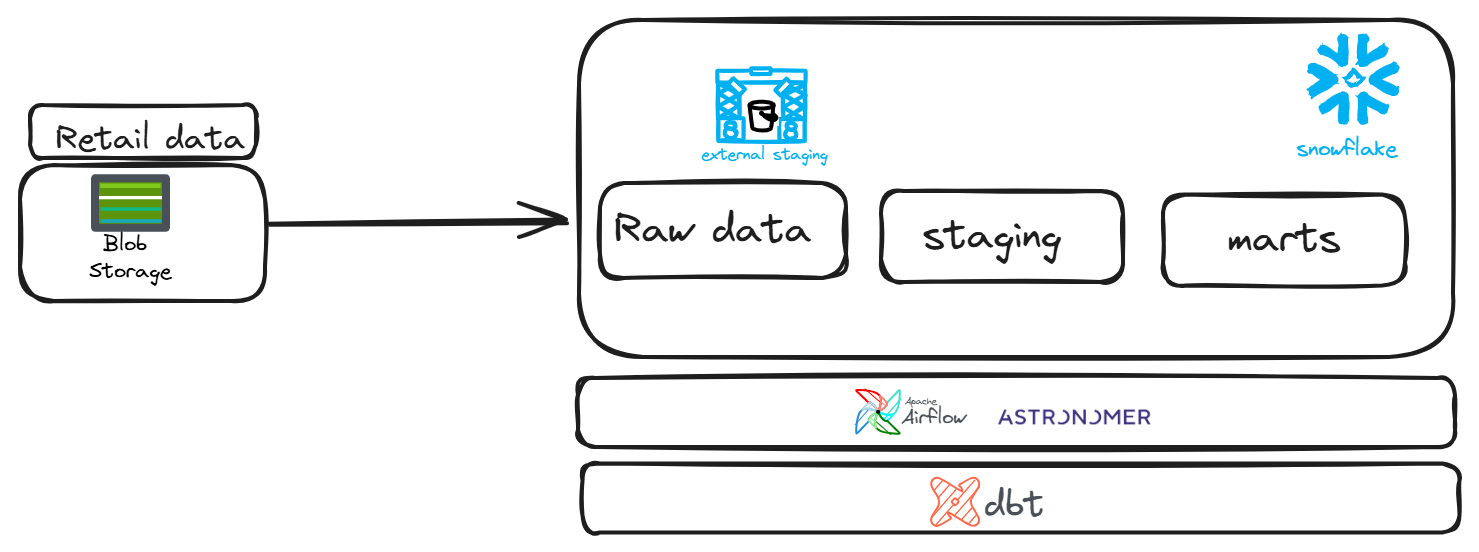 Retail data
Blob
Storage
external staging
snowflake
Raw data
staging
marts
Apache
Airflow
ASTRONOMER
dbt